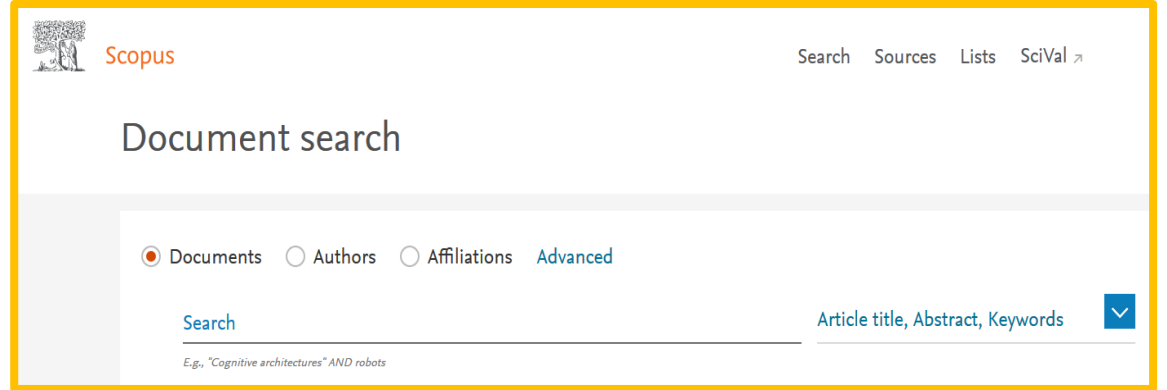 Scopus
Search Sources Lists SciVal ↗
Document search
Documents Authors Affiliations Advanced
Search
Article title, Abstract, Keywords
E.g., "Cognitive architectures" AND robots